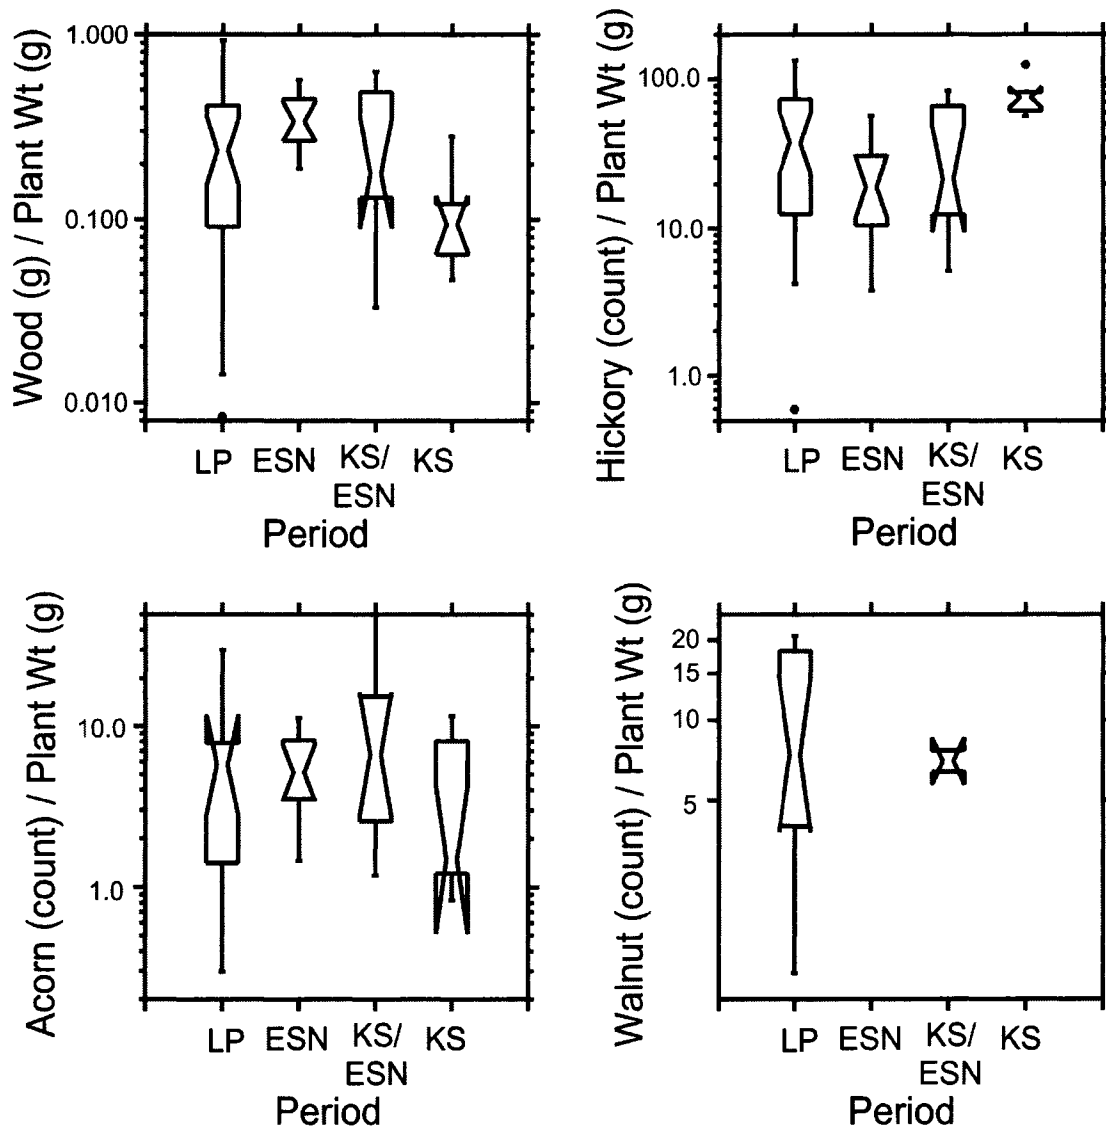 Wood (g) / Plant Wt (g)
1.000
0.100
0.010
LP ESN KS/ KS
ESN
Period
Hickory (count) / Plant Wt (g)
100.0
10.0
1.0
LP ESN KS/ KS
ESN
Period
Acorn (count) / Plant Wt (g)
10.0
1.0
LP ESN KS/ KS
ESN
Period
Walnut (count) / Plant Wt (g)
20
15
10
5
LP ESN KS/ KS
ESN
Period